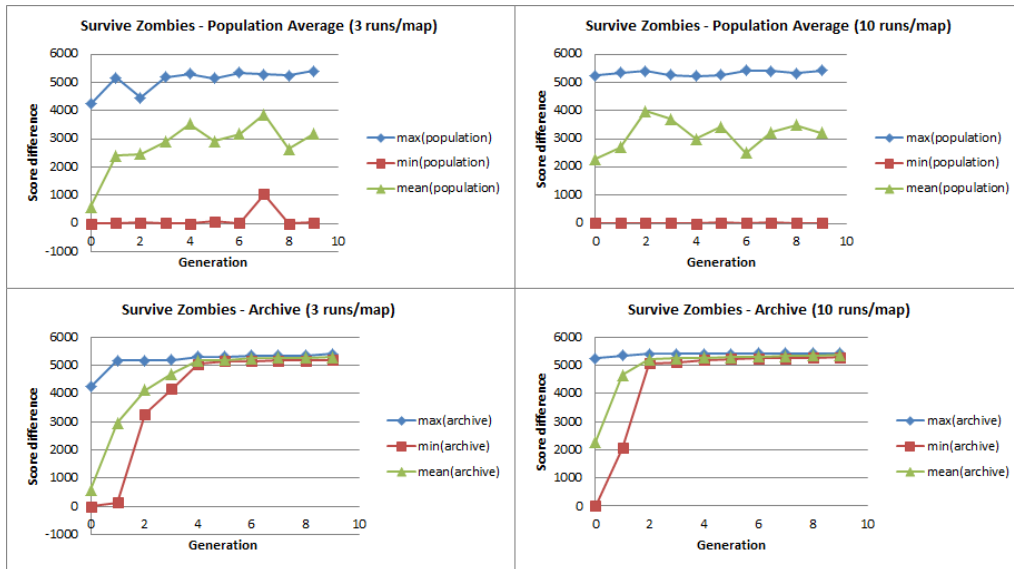 Survive Zombies - Population Average (3 runs/map)
6000
5000
4000
3000
2000
1000
0
-1000
0 2 4 6 8 10
Score difference
Generation
max(population)
min(population)
mean(population)
Survive Zombies - Population Average (10 runs/map)
6000
5000
4000
3000
2000
1000
0
0 2 4 6 8 10
Score difference
Generation
max(population)
min(population)
mean(population)
Survive Zombies - Archive (3 runs/map)
6000
5000
4000
3000
2000
1000
0
-1000
0 2 4 6 8 10
Score difference
Generation
max(archive)
min(archive)
mean(archive)
Survive Zombies - Archive (10 runs/map)
6000
5000
4000
3000
2000
1000
0
0 2 4 6 8 10
Score difference
Generation
max(archive)
min(archive)
mean(archive)